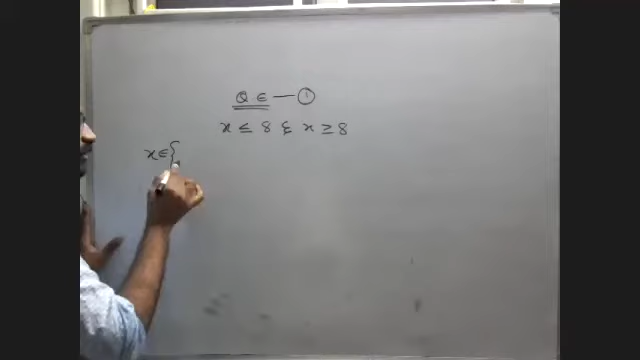 Q ∈ — ①
x ≤ 8 & x ≥ 8
x ∈ {